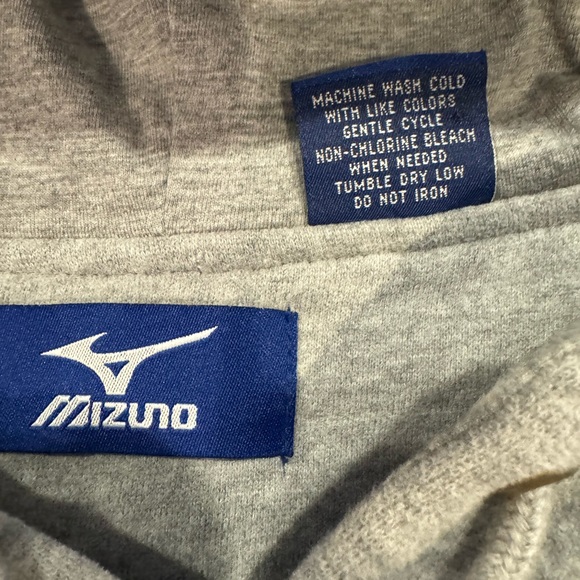 MACHINE WASH COLD
WITH LIKE COLORS
GENTLE CYCLE
NON-CHLORINE BLEACH
WHEN NEEDED
TUMBLE DRY LOW
DO NOT IRON
MIZUNO